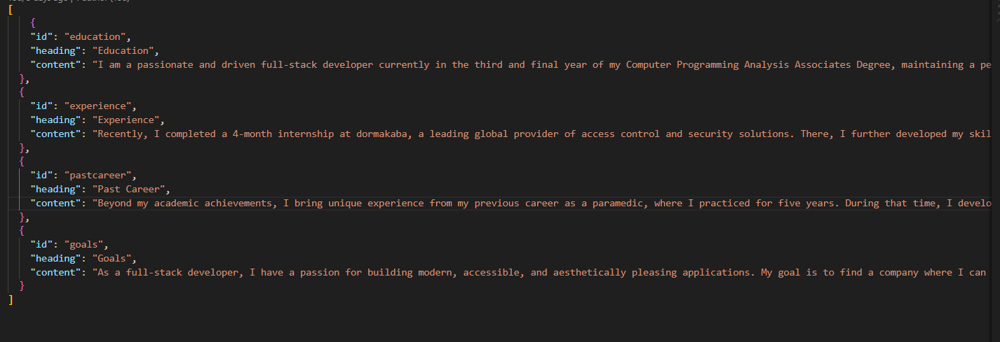 [
{
"id": "education",
"heading": "Education",
"content": "I am a passionate and driven full-stack developer currently in the third and final year of my Computer Programming Analysis Associates Degree, maintaining a pe
},
{
"id": "experience",
"heading": "Experience",
"content": "Recently, I completed a 4-month internship at dormakaba, a leading global provider of access control and security solutions. There, I further developed my skil
},
{
"id": "pastcareer",
"heading": "Past Career",
"content": "Beyond my academic achievements, I bring unique experience from my previous career as a paramedic, where I practiced for five years. During that time, I develo
},
{
"id": "goals",
"heading": "Goals",
"content": "As a full-stack developer, I have a passion for building modern, accessible, and aesthetically pleasing applications. My goal is to find a company where I can
}
]